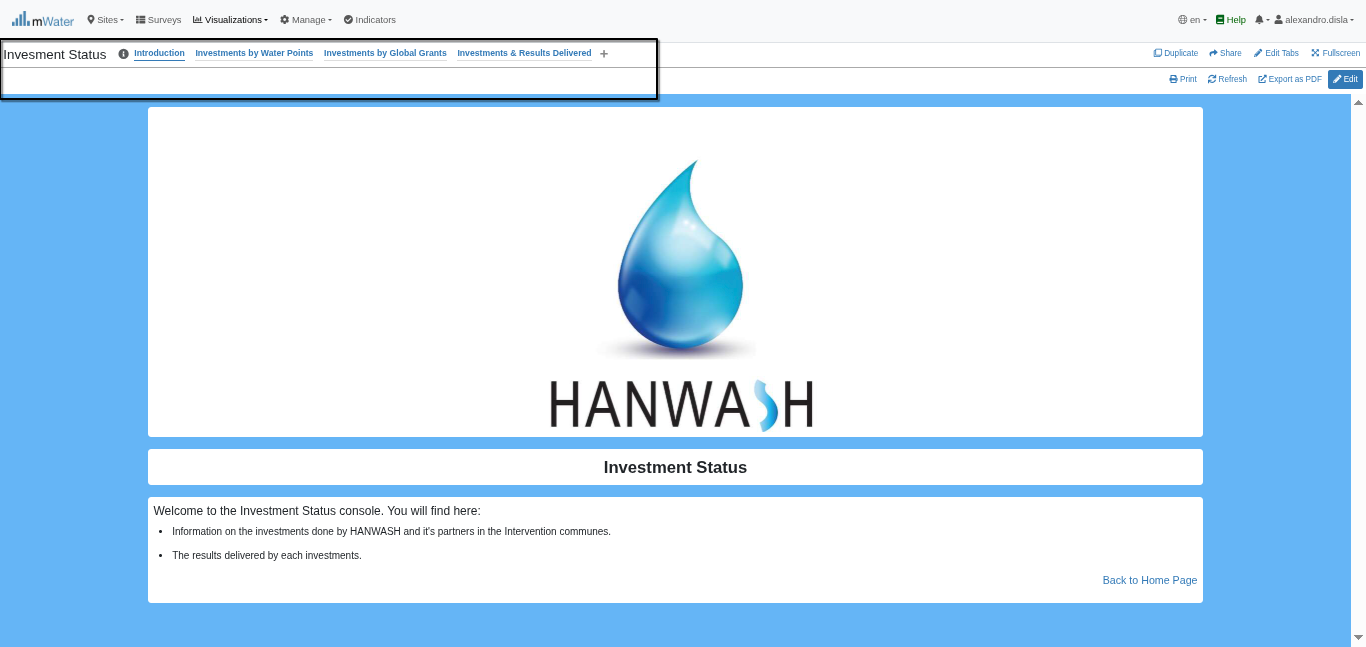 mWater Sites Surveys Visualizations Manage Indicators en Help alexandro.disla
Invesment Status Introduction Investments by Water Points Investments by Global Grants Investments & Results Delivered + Duplicate Share Edit Tabs Fullscreen
Print Refresh Export as PDF Edit
HANWASH
Investment Status
Welcome to the Investment Status console. You will find here:
• Information on the investments done by HANWASH and it's partners in the Intervention communes.
• The results delivered by each investments.
Back to Home Page